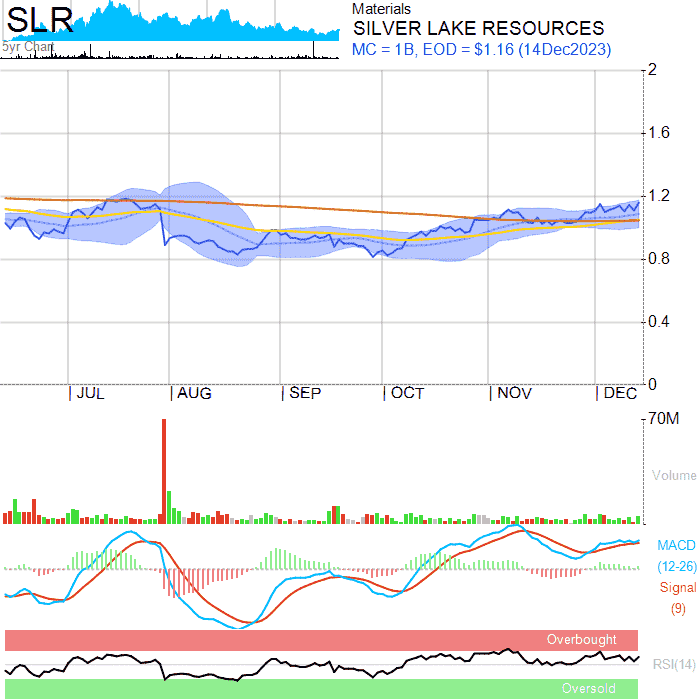 SLR
5yr Chart
Materials
SILVER LAKE RESOURCES
MC = 1B, EOD = $1.16 (14Dec2023)
2
1.6
1.2
0.8
0.4
0
JUL AUG SEP OCT NOV DEC
70M
Volume
MACD
(12-26)
Signal
(9)
Overbought
RSI(14)
Oversold